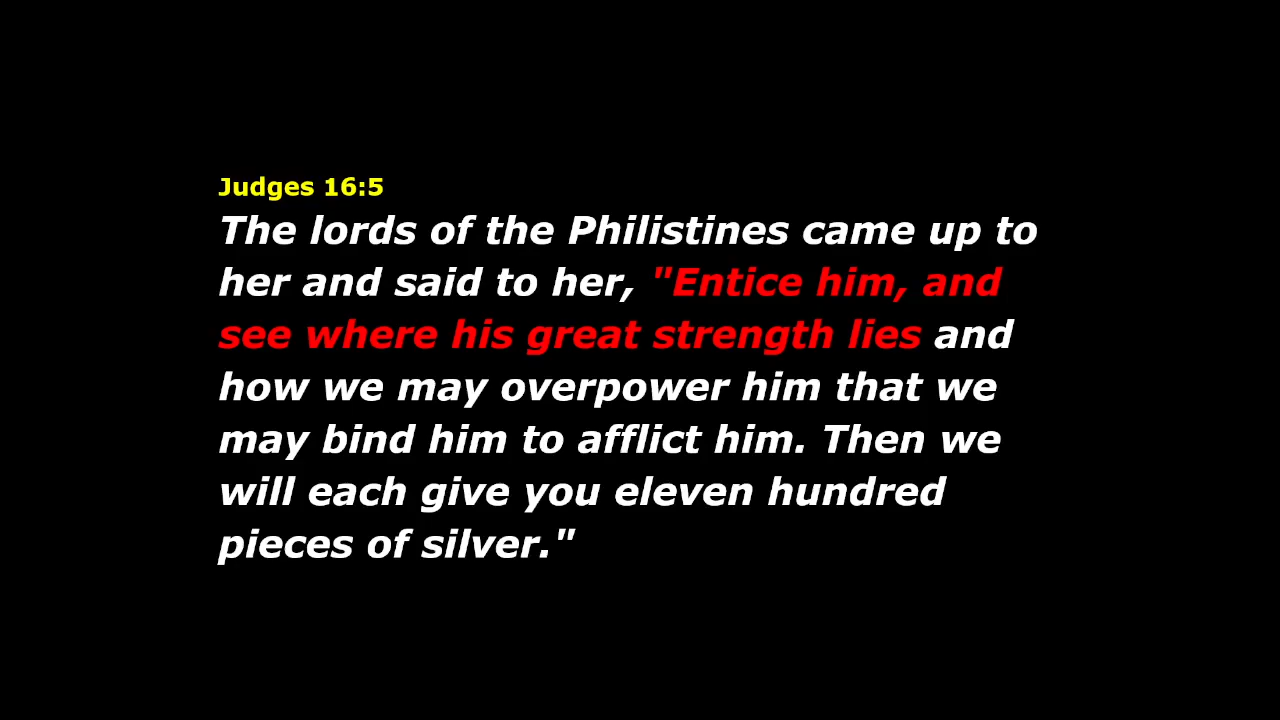 Judges 16:5
The lords of the Philistines came up to
her and said to her, "Entice him, and
see where his great strength lies and
how we may overpower him that we
may bind him to afflict him. Then we
will each give you eleven hundred
pieces of silver."